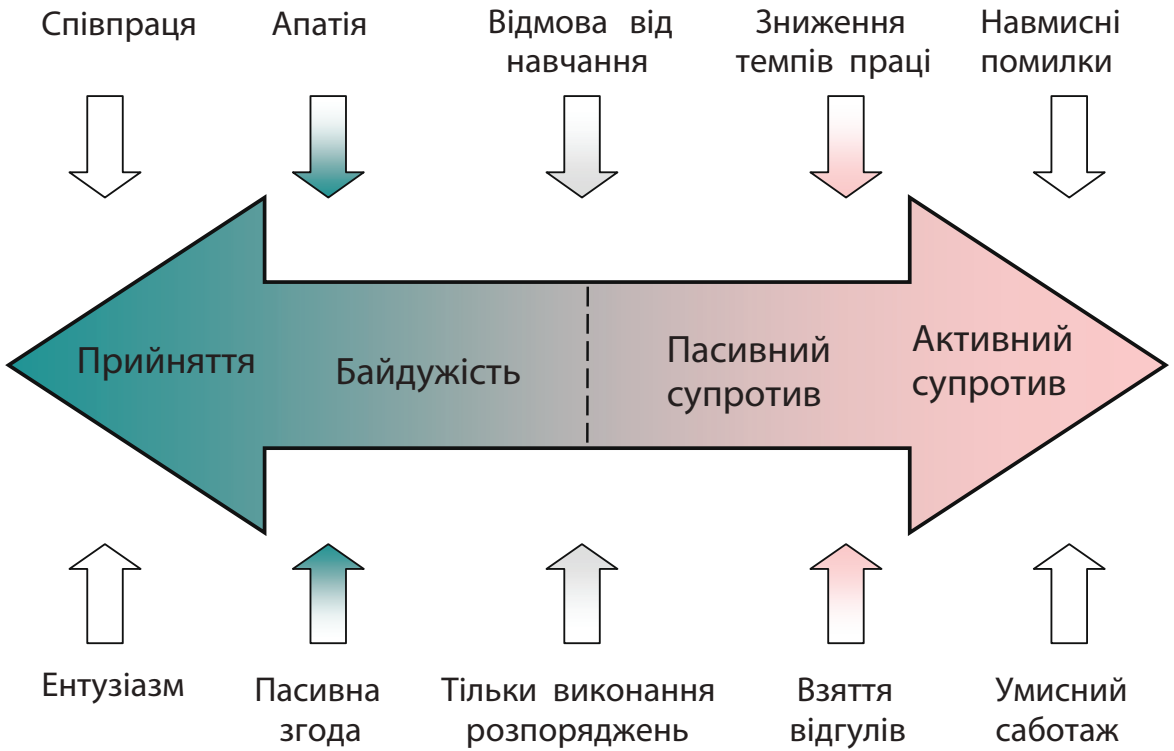 Співпраця
Апатія
Відмова від
навчання
Зниження
темпів праці
Навмисні
помилки
Прийняття
Байдужість
Пасивний
супротив
Активний
супротив
Ентузіазм
Пасивна
згода
Тільки виконання
розпоряджень
Взяття
відгулів
Умисний
саботаж